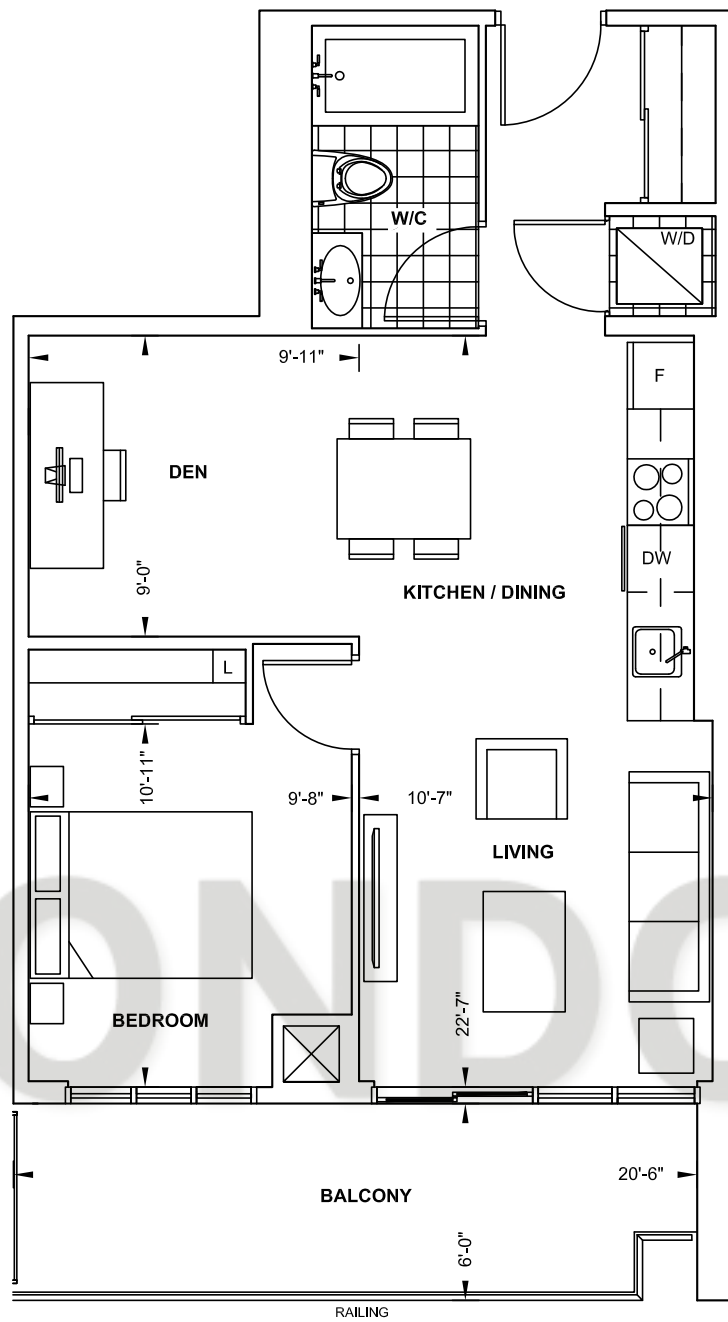 W/C
W/D
9'-11"
F
DEN
9'-0"
DW
KITCHEN / DINING
L
10'-11"
9'-8"
10'-7"
LIVING
ONDO
22'-7"
BEDROOM
20'-6"
BALCONY
6'-0"
RAILING